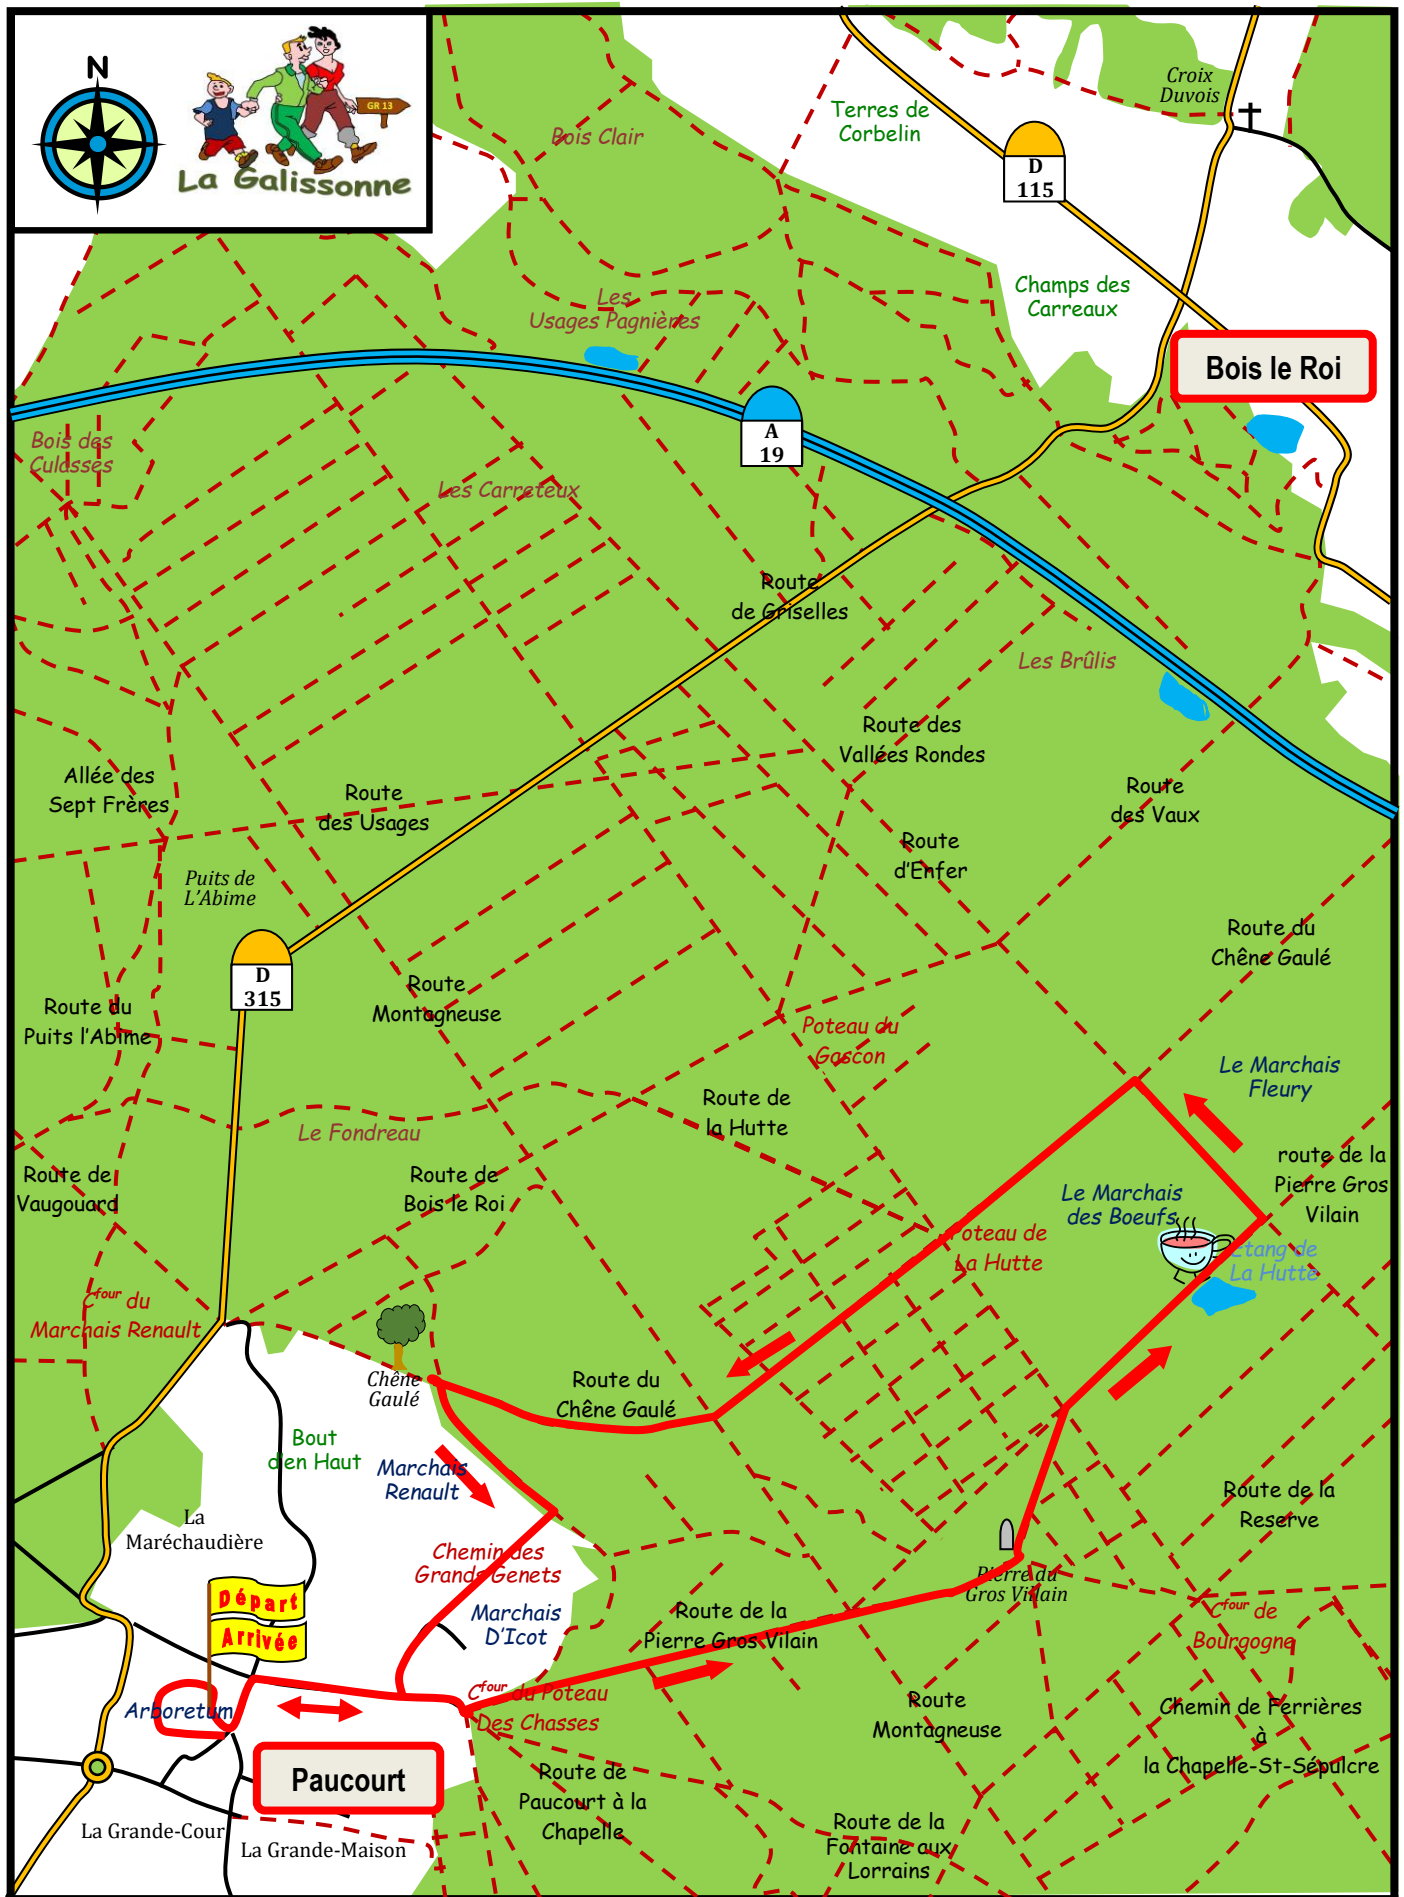 N
GR 13
La Galissonne
Croix
Duvois
Terres de
Corbelin
Bois Clair
D
115
Champs des
Carreaux
Les
Usages Pagnières
Bois le Roi
A
19
Bois des
Culasses
Les Carreteux
Route
de Griselles
Les Brûlis
Route des
Vallées Rondes
Allée des
Sept Frères
Route
des Usages
Route
des Vaux
Route
d'Enfer
Puits de
L'Abime
Route du
Chêne Gaulé
D
315
Route
Montagneuse
Route du
Puits l'Abîme
Poteau du
Gascon
Le Marchais
Fleury
Route de
la Hutte
Le Fondreau
route de la
Pierre Gros
Vilain
Route de
Vaugouard
Route de
Bois le Roi
Le Marchais
des Boeufs
Poteau de
La Hutte
Etang de
La Hutte
Cfour du
Marchais Renault
Chêne
Gaulé
Route du
Chêne Gaulé
Bout
d'en Haut
Marchais
Renault
Route de la
Reserve
La
Maréchaudière
Chemin des
Grands Genets
Pierre du
Gros Villain
Départ
Arrivée
Marchais
D'Icot
Route de la
Pierre Gros Vilain
Cfour de
Bourgogne
Arboretum
Cfour du Poteau
Des Chasses
Route
Montagneuse
Chemin de Ferrières
à
la Chapelle-St-Sépulcre
Paucourt
Route de
Paucourt à la
Chapelle
La Grande-Cour
La Grande-Maison
Route de la
Fontaine aux
Lorrains